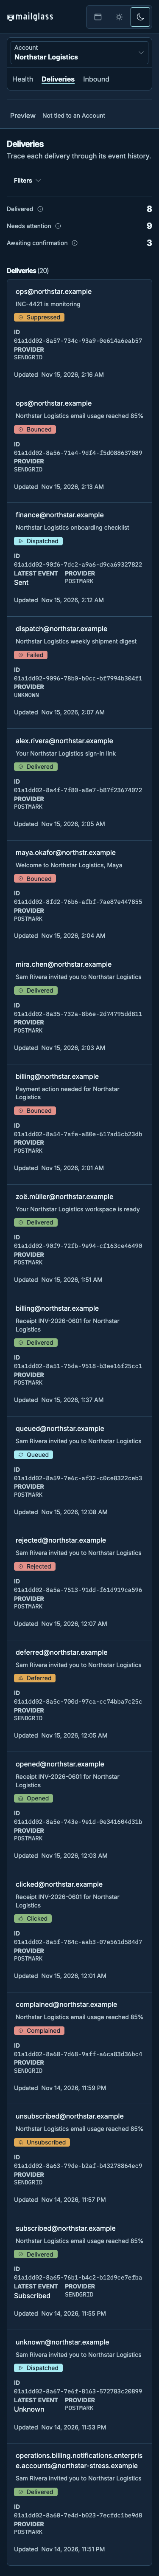 mailglass
Account
Northstar Logistics
Health Deliveries Inbound
Preview Not tied to an Account
Deliveries
Trace each delivery through its event history.
Filters
Delivered 8
Needs attention 9
Awaiting confirmation 3
Deliveries (20)
ops@northstar.example
INC-4421 is monitoring
Suppressed
ID
01a1dd02-8a57-734c-93a9-0e614a6eab57
PROVIDER
SENDGRID
Updated Nov 15, 2026, 2:16 AM
ops@northstar.example
Northstar Logistics email usage reached 85%
Bounced
ID
01a1dd02-8a56-71e4-9df4-f5d088637089
PROVIDER
SENDGRID
Updated Nov 15, 2026, 2:13 AM
finance@northstar.example
Northstar Logistics onboarding checklist
Dispatched
ID
01a1dd02-90f6-7dc2-a9a6-d9ca69327822
LATEST EVENT PROVIDER
Sent POSTMARK
Updated Nov 15, 2026, 2:12 AM
dispatch@northstar.example
Northstar Logistics weekly shipment digest
Failed
ID
01a1dd02-9096-78b0-b0cc-bf7994b304f1
PROVIDER
UNKNOWN
Updated Nov 15, 2026, 2:07 AM
alex.rivera@northstar.example
Your Northstar Logistics sign-in link
Delivered
ID
01a1dd02-8a4f-7f80-a8e7-b87f23674072
PROVIDER
POSTMARK
Updated Nov 15, 2026, 2:05 AM
maya.okafor@northstr.example
Welcome to Northstar Logistics, Maya
Bounced
ID
01a1dd02-8fd2-76b6-afbf-7ae87e447855
PROVIDER
POSTMARK
Updated Nov 15, 2026, 2:04 AM
mira.chen@northstar.example
Sam Rivera invited you to Northstar Logistics
Delivered
ID
01a1dd02-8a35-732a-8b6e-2d74795dd811
PROVIDER
POSTMARK
Updated Nov 15, 2026, 2:03 AM
billing@northstar.example
Payment action needed for Northstar
Logistics
Bounced
ID
01a1dd02-8a54-7afe-a80e-617ad5cb23db
PROVIDER
POSTMARK
Updated Nov 15, 2026, 2:01 AM
zoë.müller@northstar.example
Your Northstar Logistics workspace is ready
Delivered
ID
01a1dd02-90f9-72fb-9e94-cf163ce46490
PROVIDER
POSTMARK
Updated Nov 15, 2026, 1:51 AM
billing@northstar.example
Receipt INV-2026-0601 for Northstar
Logistics
Delivered
ID
01a1dd02-8a51-75da-9518-b3ee16f25cc1
PROVIDER
POSTMARK
Updated Nov 15, 2026, 1:37 AM
queued@northstar.example
Sam Rivera invited you to Northstar Logistics
Queued
ID
01a1dd02-8a59-7e6c-af32-c0ce8322ceb3
PROVIDER
POSTMARK
Updated Nov 15, 2026, 12:08 AM
rejected@northstar.example
Sam Rivera invited you to Northstar Logistics
Rejected
ID
01a1dd02-8a5a-7513-91dd-f61d919ca596
PROVIDER
POSTMARK
Updated Nov 15, 2026, 12:07 AM
deferred@northstar.example
Sam Rivera invited you to Northstar Logistics
Deferred
ID
01a1dd02-8a5c-700d-97ca-cc74bba7c25c
PROVIDER
SENDGRID
Updated Nov 15, 2026, 12:05 AM
opened@northstar.example
Receipt INV-2026-0601 for Northstar
Logistics
Opened
ID
01a1dd02-8a5e-743e-9e1d-0e341604d31b
PROVIDER
POSTMARK
Updated Nov 15, 2026, 12:03 AM
clicked@northstar.example
Receipt INV-2026-0601 for Northstar
Logistics
Clicked
ID
01a1dd02-8a5f-784c-aab3-07e561d584d7
PROVIDER
POSTMARK
Updated Nov 15, 2026, 12:01 AM
complained@northstar.example
Northstar Logistics email usage reached 85%
Complained
ID
01a1dd02-8a60-7d68-9aff-a6ca83d36bc4
PROVIDER
SENDGRID
Updated Nov 14, 2026, 11:59 PM
unsubscribed@northstar.example
Northstar Logistics email usage reached 85%
Unsubscribed
ID
01a1dd02-8a63-79de-b2af-b43278864ec9
PROVIDER
SENDGRID
Updated Nov 14, 2026, 11:57 PM
subscribed@northstar.example
Northstar Logistics email usage reached 85%
Delivered
ID
01a1dd02-8a65-76b1-b4c2-b12d9ce7efba
LATEST EVENT PROVIDER
Subscribed SENDGRID
Updated Nov 14, 2026, 11:55 PM
unknown@northstar.example
Sam Rivera invited you to Northstar Logistics
Dispatched
ID
01a1dd02-8a67-7e6f-8163-572783c20899
LATEST EVENT PROVIDER
Unknown POSTMARK
Updated Nov 14, 2026, 11:53 PM
operations.billing.notifications.enterpris
e.accounts@northstar-stress.example
Sam Rivera invited you to Northstar Logistics
Delivered
ID
01a1dd02-8a68-7e4d-b023-7ecfdc1be9d8
PROVIDER
POSTMARK
Updated Nov 14, 2026, 11:51 PM